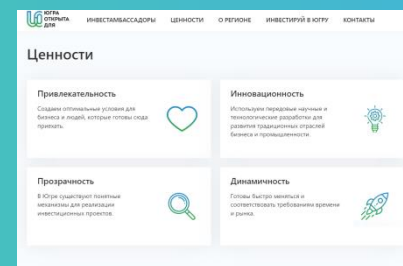 ЮГРА
ОТКРЫТА
ДЛЯ
ИНВЕСТАМБАССАДОРЫ ЦЕННОСТИ О РЕГИОНЕ ИНВЕСТИРУЙ В ЮГРУ КОНТАКТЫ
Ценности
Привлекательность
Создаем оптимальные условия для
бизнеса и людей, которые готовы сюда
приехать.
Инновационность
Используем передовые научные и
технологические разработки для
развития традиционных отраслей
бизнеса и промышленности.
Прозрачность
В Югре существуют понятные
механизмы для реализации
инвестиционных проектов.
Динамичность
Готовы быстро меняться и
соответствовать требованиям времени
и рынка.